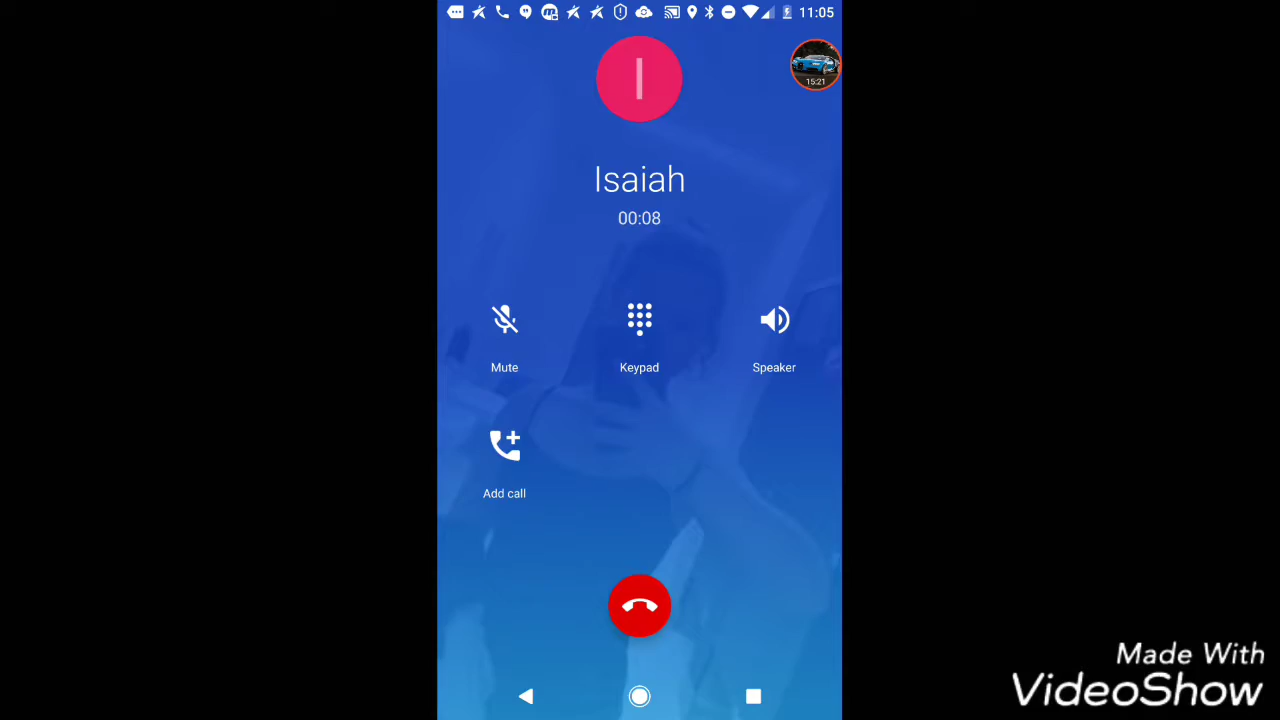 11:05
15:21
I
Isaiah
00:08
Mute
Keypad
Speaker
Add call
Made With
VideoShow